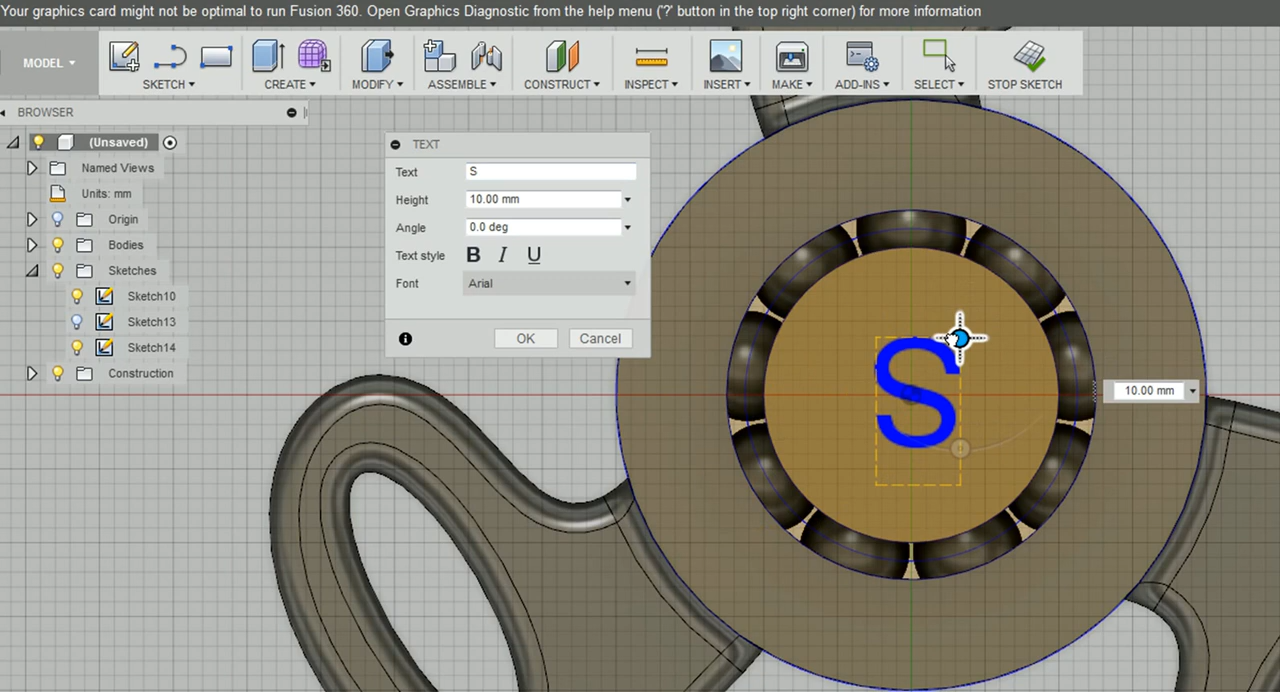 Your graphics card might not be optimal to run Fusion 360. Open Graphics Diagnostic from the help menu ('?' button in the top right corner) for more information
MODEL
SKETCH
CREATE
MODIFY
ASSEMBLE
CONSTRUCT
INSPECT
INSERT
MAKE
ADD-INS
SELECT
STOP SKETCH
BROWSER
(Unsaved)
Named Views
Units: mm
Origin
Bodies
Sketches
Sketch10
Sketch13
Sketch14
Construction
TEXT
Text S
Height 10.00 mm
Angle 0.0 deg
Text style B I U
Font Arial
OK Cancel
S
10.00 mm